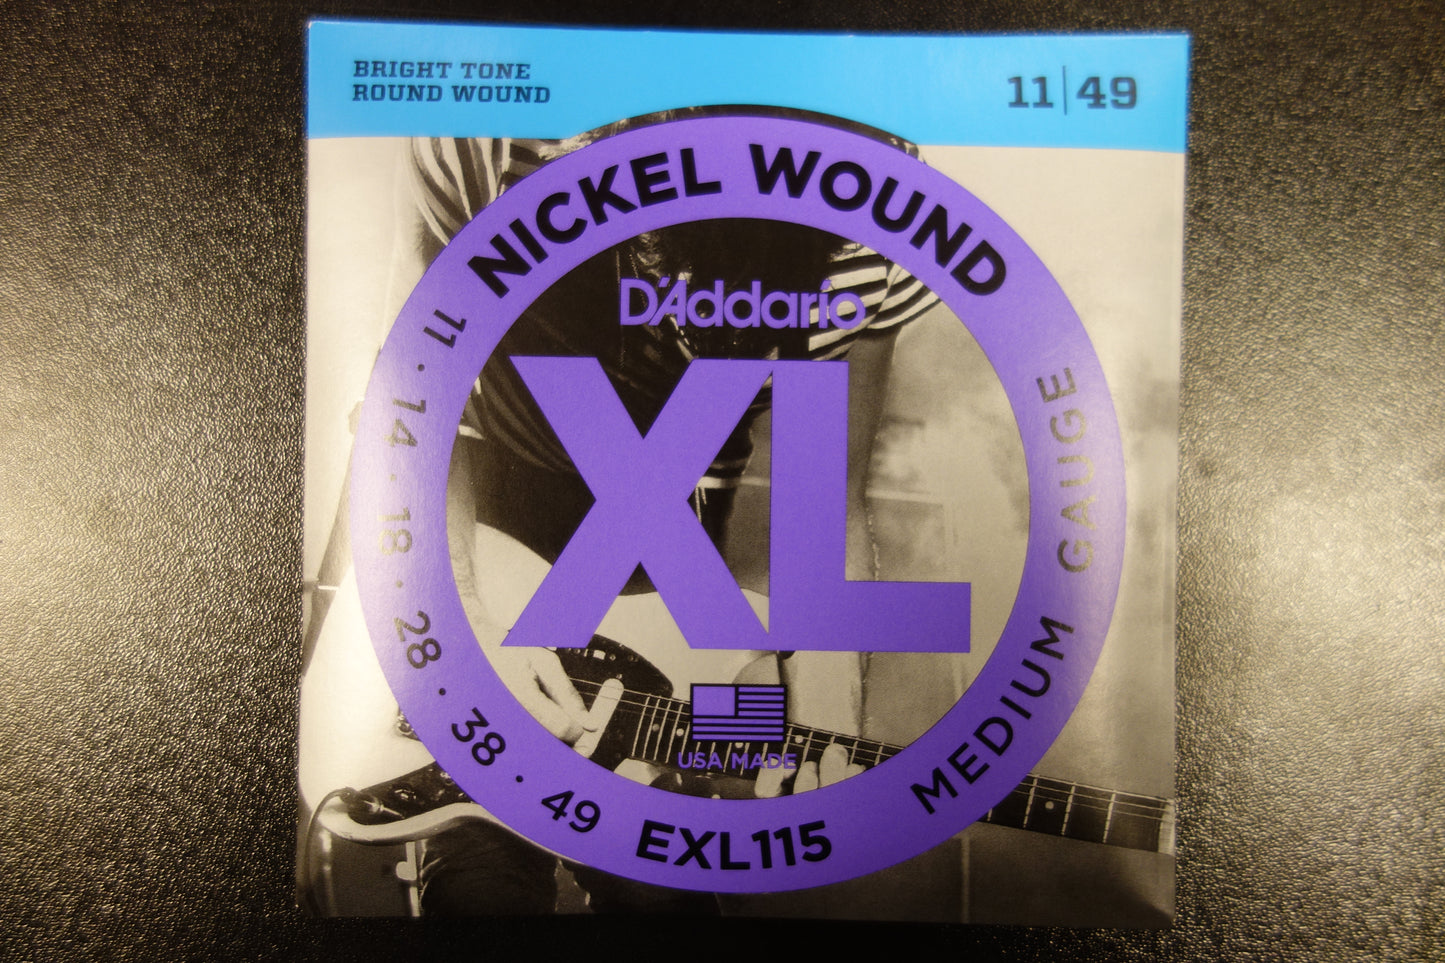 BRIGHT TONE
ROUND WOUND
11|49
NICKEL WOUND
D'Addario
XL
USA MADE
11 · 14 · 18 · 28 · 38 · 49
EXL115
MEDIUM GAUGE